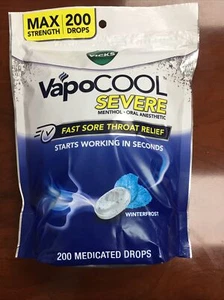 MAX 200
STRENGTH DROPS
VICKS
VapoCOOL
SEVERE
MENTHOL • ORAL ANESTHETIC
FAST SORE THROAT RELIEF
STARTS WORKING IN SECONDS
WINTERFROST
200 MEDICATED DROPS